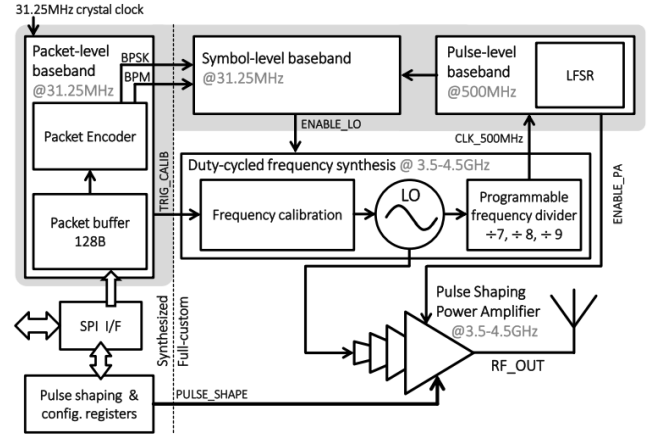 31.25MHz crystal clock
Packet-level
baseband
@31.25MHz
BPSK
BPM
Packet Encoder
Packet buffer
128B
TRIG_CALIB
Symbol-level baseband
@31.25MHz
Pulse-level
baseband
@500MHz
LFSR
ENABLE_LO
CLK_500MHz
ENABLE_PA
Duty-cycled frequency synthesis @ 3.5-4.5GHz
Frequency calibration
LO
Programmable
frequency divider
÷7, ÷ 8, ÷ 9
SPI I/F
Synthesized
Full-custom
Pulse Shaping
Power Amplifier
@3.5-4.5GHz
RF_OUT
Pulse shaping &
config. registers
PULSE_SHAPE